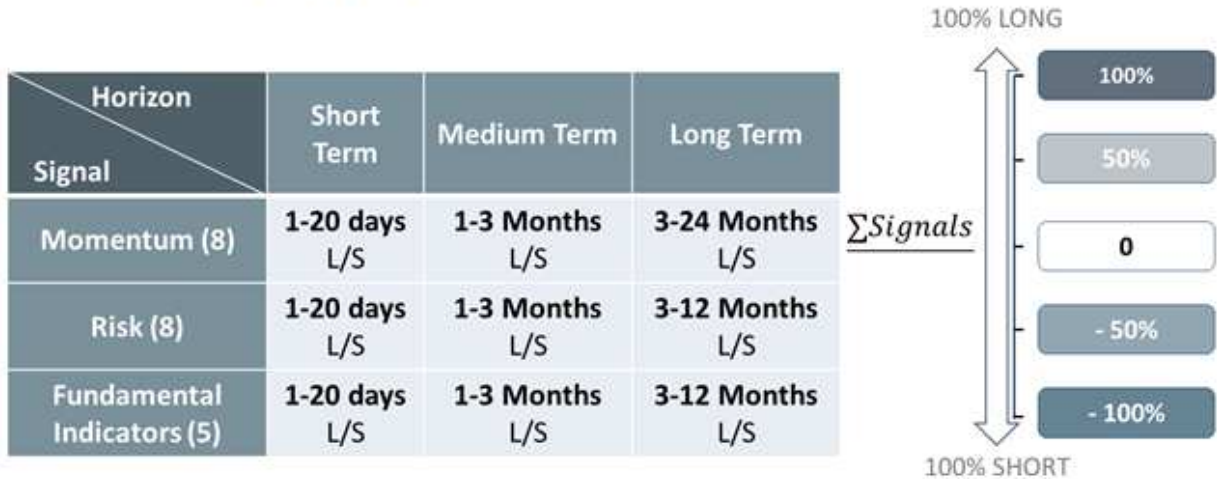 100% LONG
Horizon
Signal
Short
Term
Medium Term
Long Term
Momentum (8)
1-20 days
L/S
1-3 Months
L/S
3-24 Months
L/S
Risk (8)
1-20 days
L/S
1-3 Months
L/S
3-12 Months
L/S
Fundamental
Indicators (5)
1-20 days
L/S
1-3 Months
L/S
3-12 Months
L/S
∑Signals
100%
50%
0
- 50%
- 100%
100% SHORT